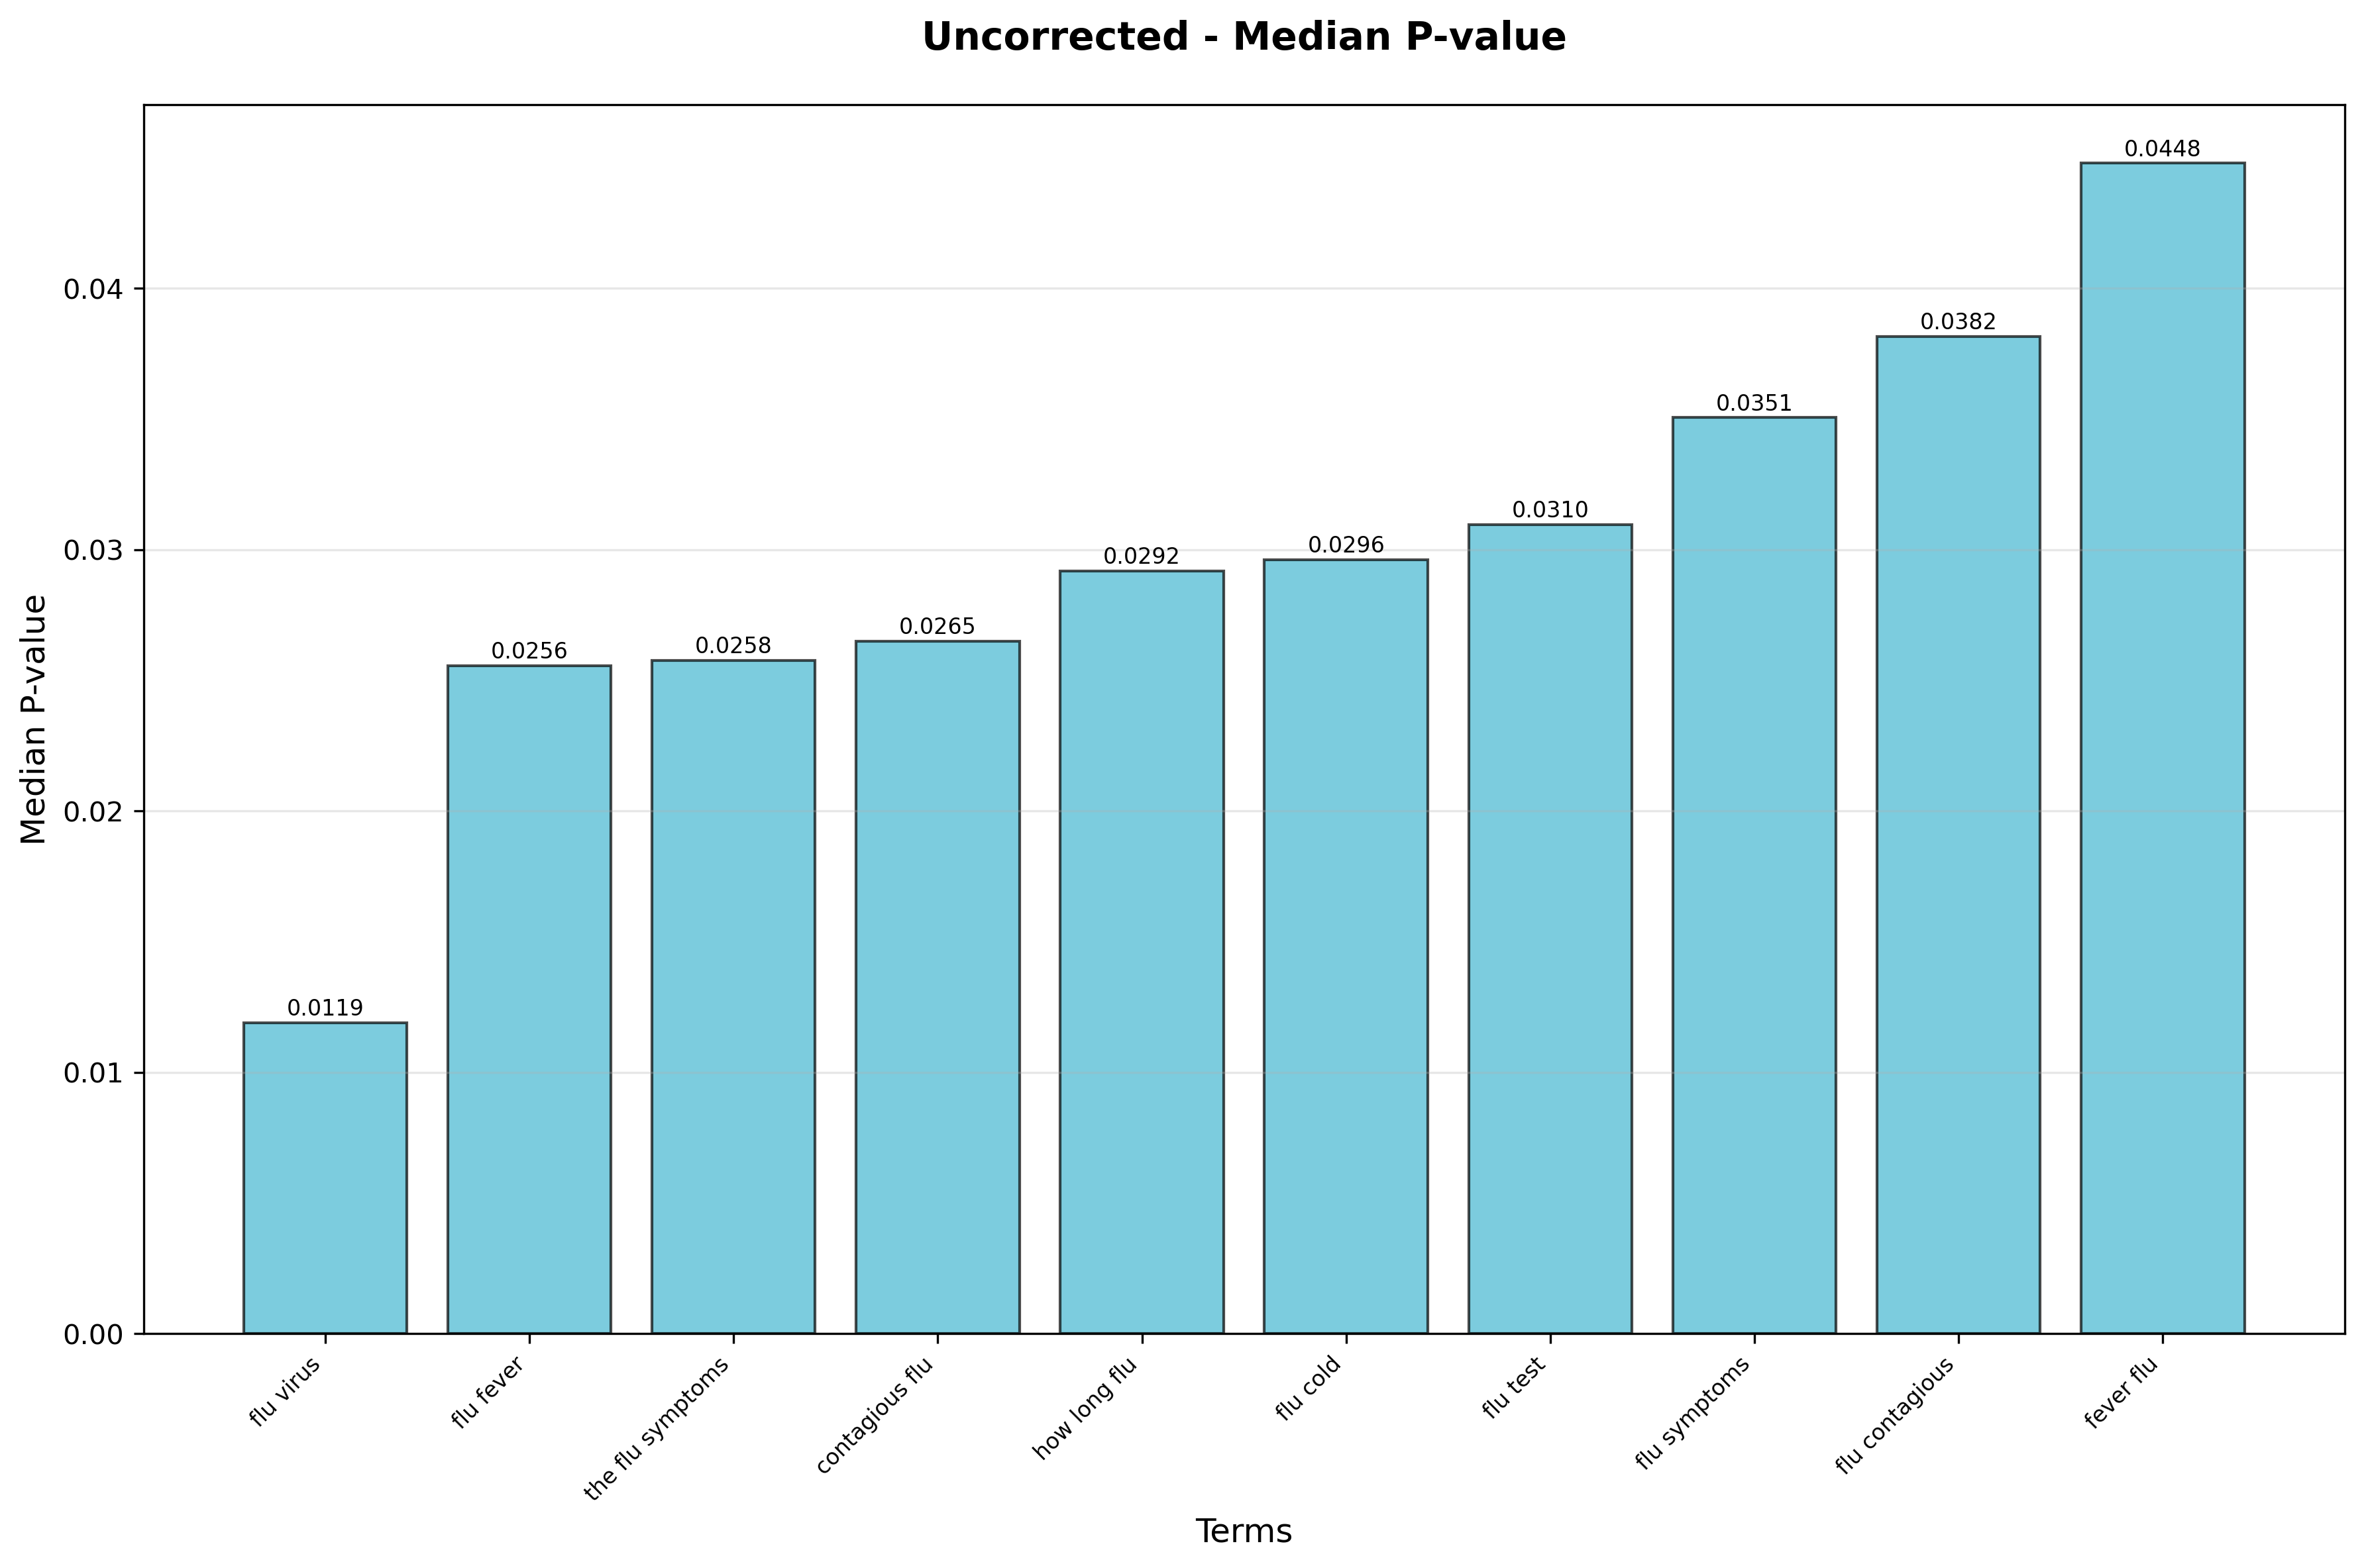 Uncorrected - Median P-value
Median P-value
0.04
0.03
0.02
0.01
0.00
0.0119
0.0256
0.0258
0.0265
0.0292
0.0296
0.0310
0.0351
0.0382
0.0448
flu virus
flu fever
the flu symptoms
contagious flu
how long flu
flu cold
flu test
flu symptoms
flu contagious
fever flu
Terms